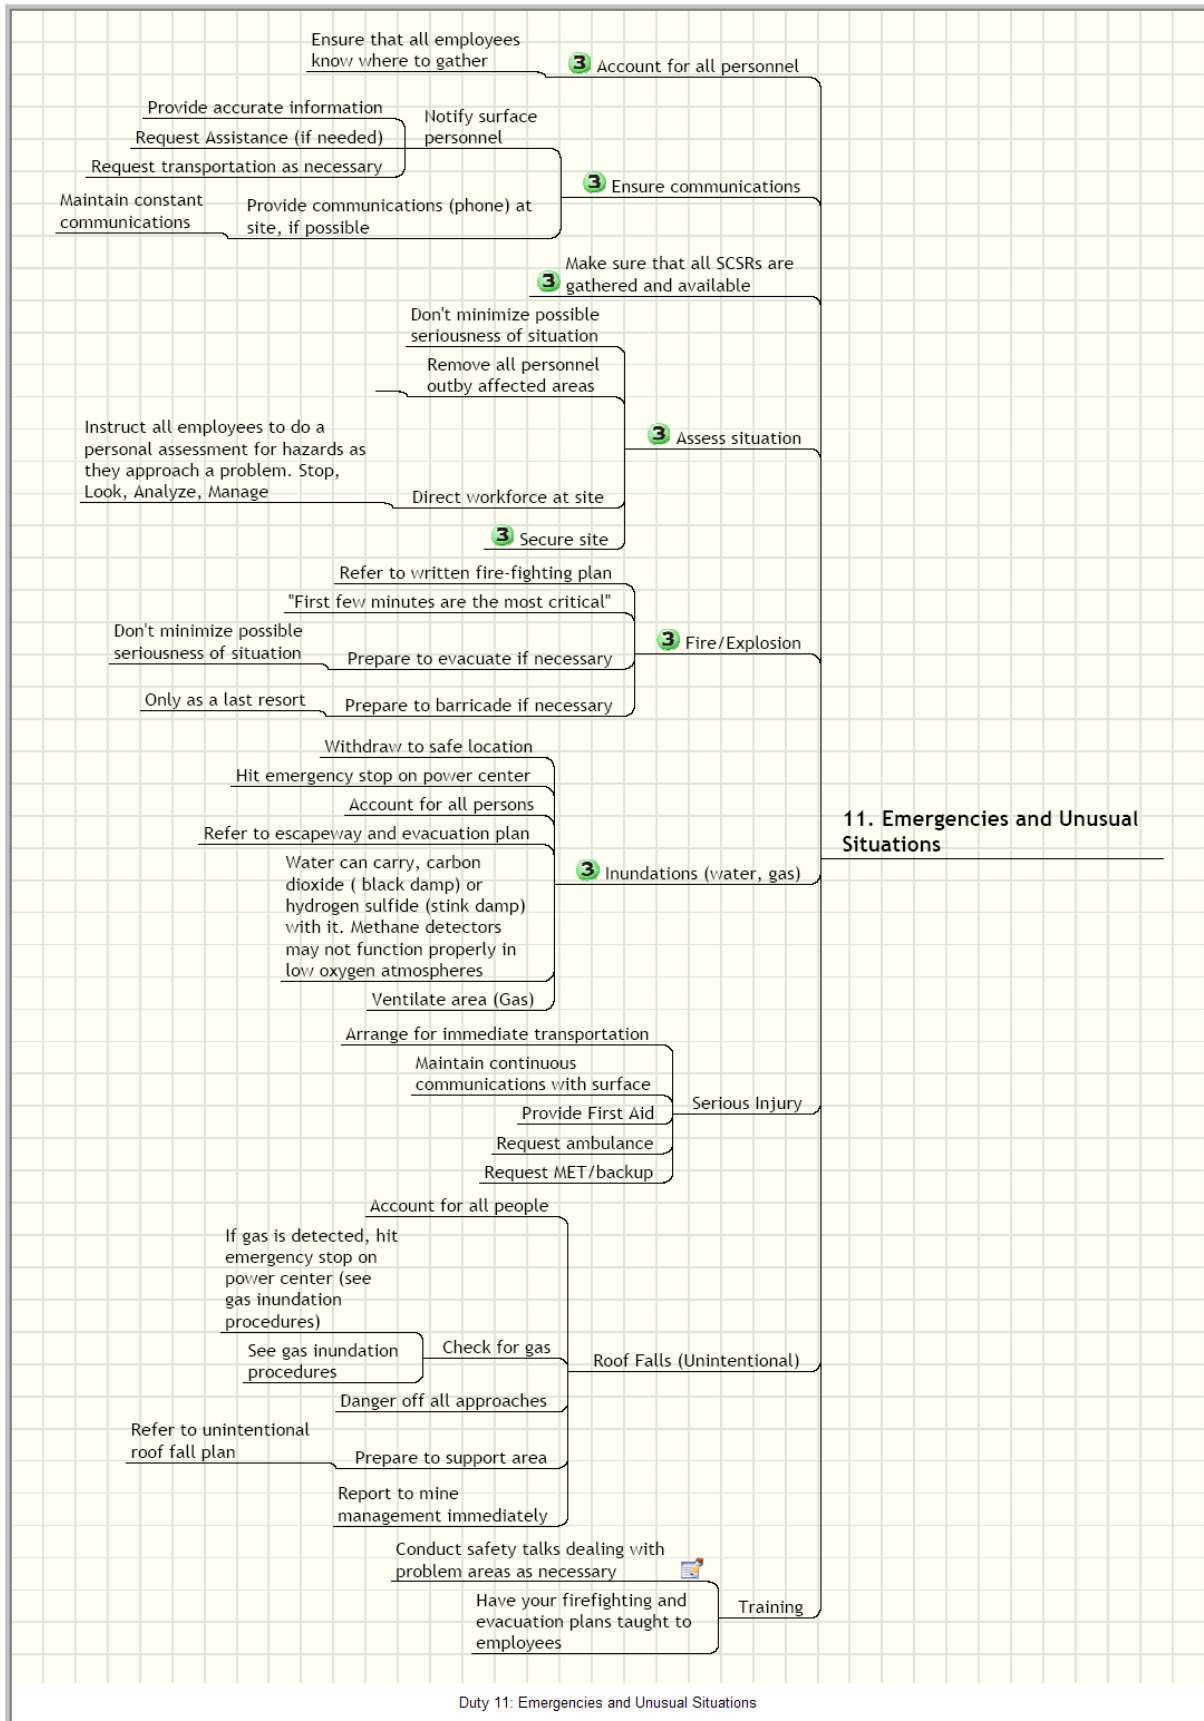 Ensure that all employees
know where to gather
3 Account for all personnel
Provide accurate information
Request Assistance (if needed)
Request transportation as necessary
Notify surface
personnel
Maintain constant
communications
Provide communications (phone) at
site, if possible
3 Ensure communications
Make sure that all SCSRs are
3 gathered and available
Don't minimize possible
seriousness of situation
Remove all personnel
outby affected areas
Instruct all employees to do a
personal assessment for hazards as
they approach a problem. Stop,
Look, Analyze, Manage
Direct workforce at site
3 Secure site
3 Assess situation
Refer to written fire-fighting plan
"First few minutes are the most critical"
Don't minimize possible
seriousness of situation
Prepare to evacuate if necessary
Only as a last resort
Prepare to barricade if necessary
3 Fire/Explosion
Withdraw to safe location
Hit emergency stop on power center
Account for all persons
Refer to escapeway and evacuation plan
Water can carry, carbon
dioxide ( black damp) or
hydrogen sulfide (stink damp)
with it. Methane detectors
may not function properly in
low oxygen atmospheres
Ventilate area (Gas)
3 Inundations (water, gas)
11. Emergencies and Unusual
Situations
Arrange for immediate transportation
Maintain continuous
communications with surface
Provide First Aid
Request ambulance
Request MET/backup
Serious Injury
Account for all people
If gas is detected, hit
emergency stop on
power center (see
gas inundation
procedures)
See gas inundation
procedures
Check for gas
Danger off all approaches
Refer to unintentional
roof fall plan
Prepare to support area
Report to mine
management immediately
Roof Falls (Unintentional)
Conduct safety talks dealing with
problem areas as necessary
Have your firefighting and
evacuation plans taught to
employees
Training
Duty 11: Emergencies and Unusual Situations